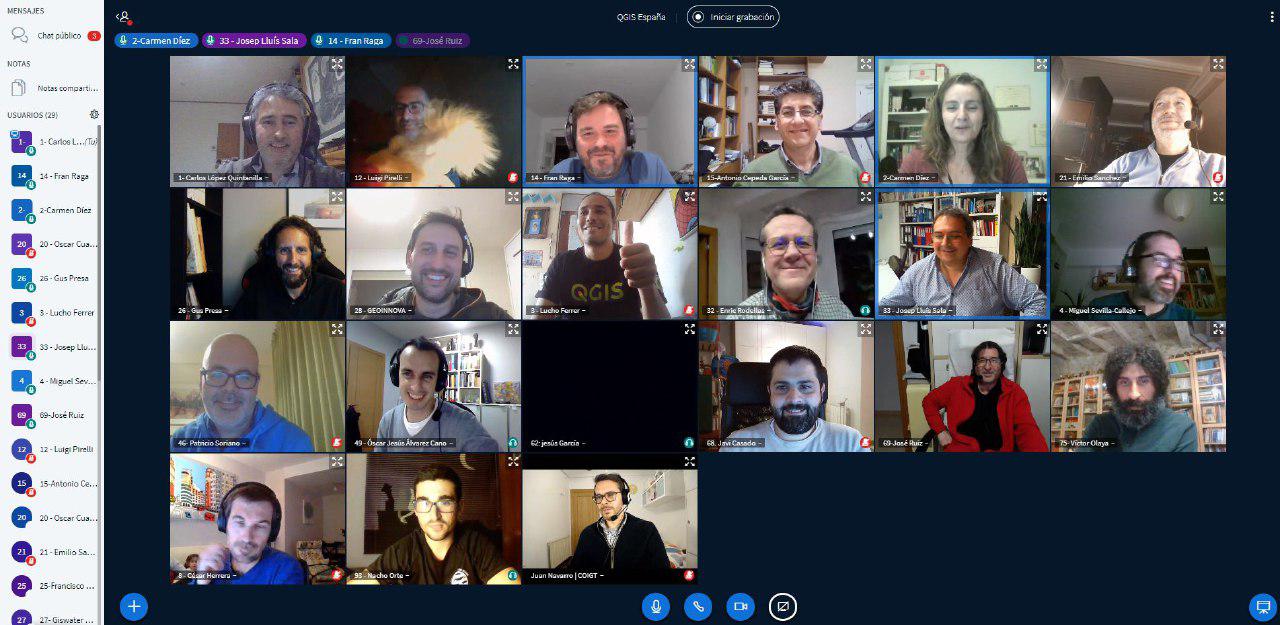 MENSAJES
Chat público 3
NOTAS
Notas comparti...
USUARIOS (29)
1- 1- Carlos L... (Tú)
14 14 - Fran Raga
2- 2-Carmen Díez
20 20 - Oscar Cua...
26 26 - Gus Presa
3 3 - Lucho Ferrer
33 33 - Josep Llu...
4 4 - Miguel Sev...
69 69-José Ruiz
12 12 - Luigi Pirelli
15 15-Antonio Ce...
20 20 - Oscar Cua...
21 21 - Emilio Sa...
25 25-Francisco ...
27 27- Giswater ...
QGIS España
Iniciar grabación
2-Carmen Díez
33 - Josep Lluís Sala
14 - Fran Raga
69-José Ruiz
1- Carlos López Quintanilla
12 - Luigi Pirelli
14 - Fran Raga
15-Antonio Cepeda García
2-Carmen Díez
21 - Emilio Sanchez
26 - Gus Presa
28 - GEOINNOVA
QGIS
3 - Lucho Ferrer
32 - Enric Rodellas
33 - Josep Lluís Sala
4 - Miguel Sevilla-Callejo
46- Patricio Soriano
49 - Óscar Jesús Álvarez Cano
62: jesús García
68. Javi Casado
69-José Ruiz
75- Víctor Olaya
8 - César Herrera
93 - Nacho Orte
Juan Navarro | COIGT